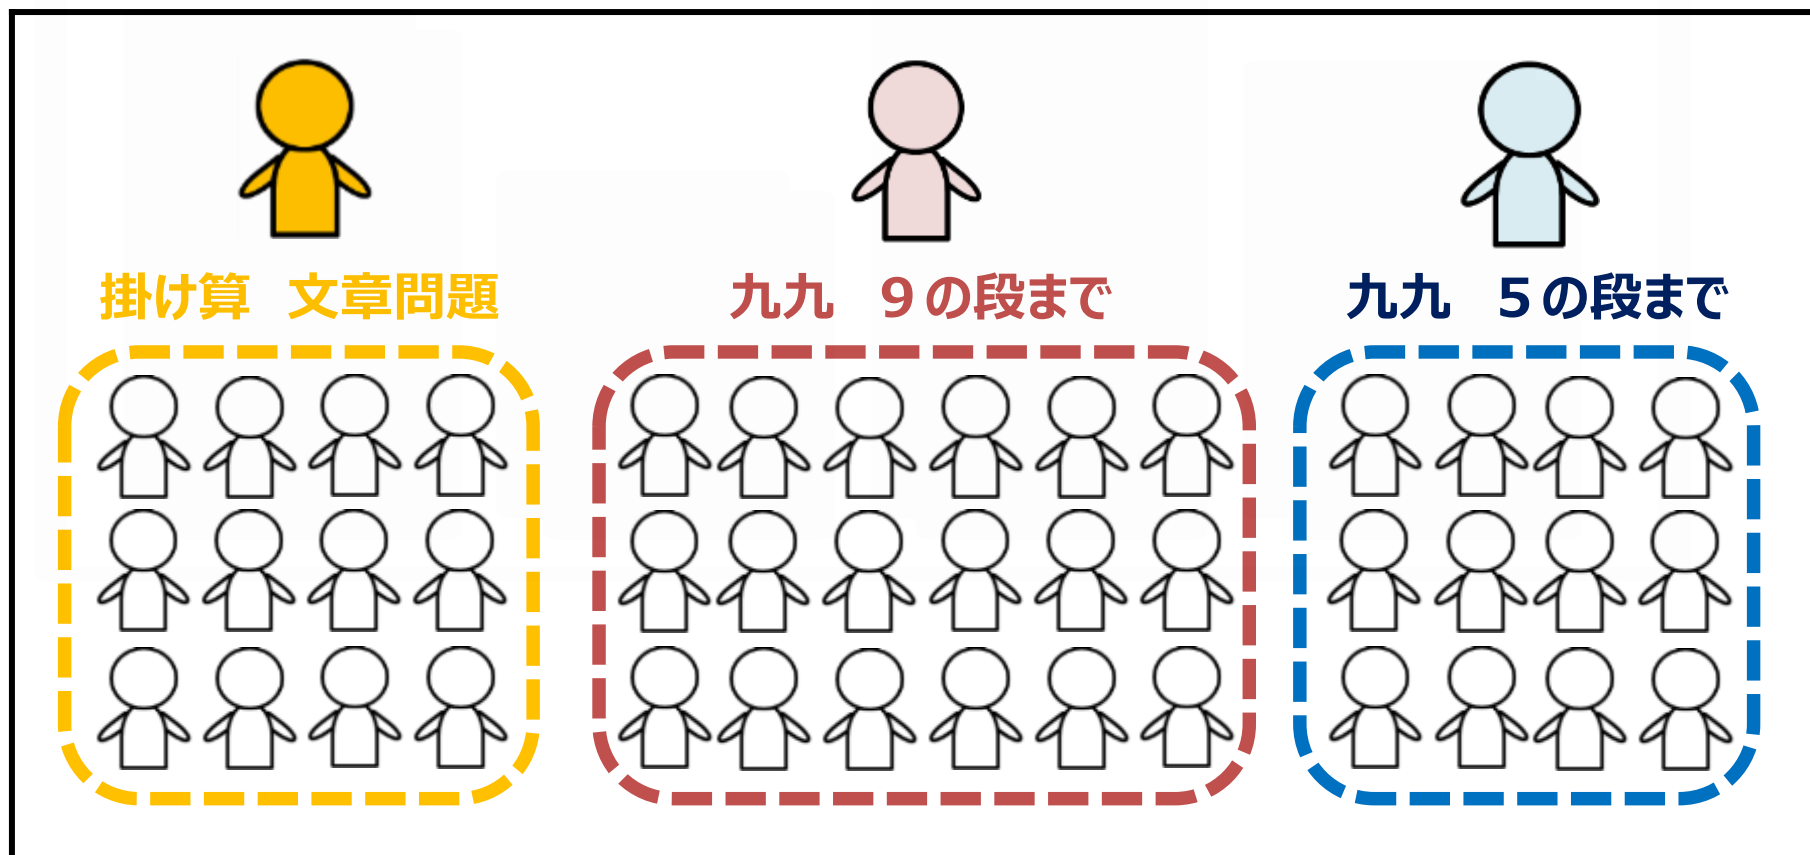 掛け算　文章問題
九九　９の段まで
九九　５の段まで